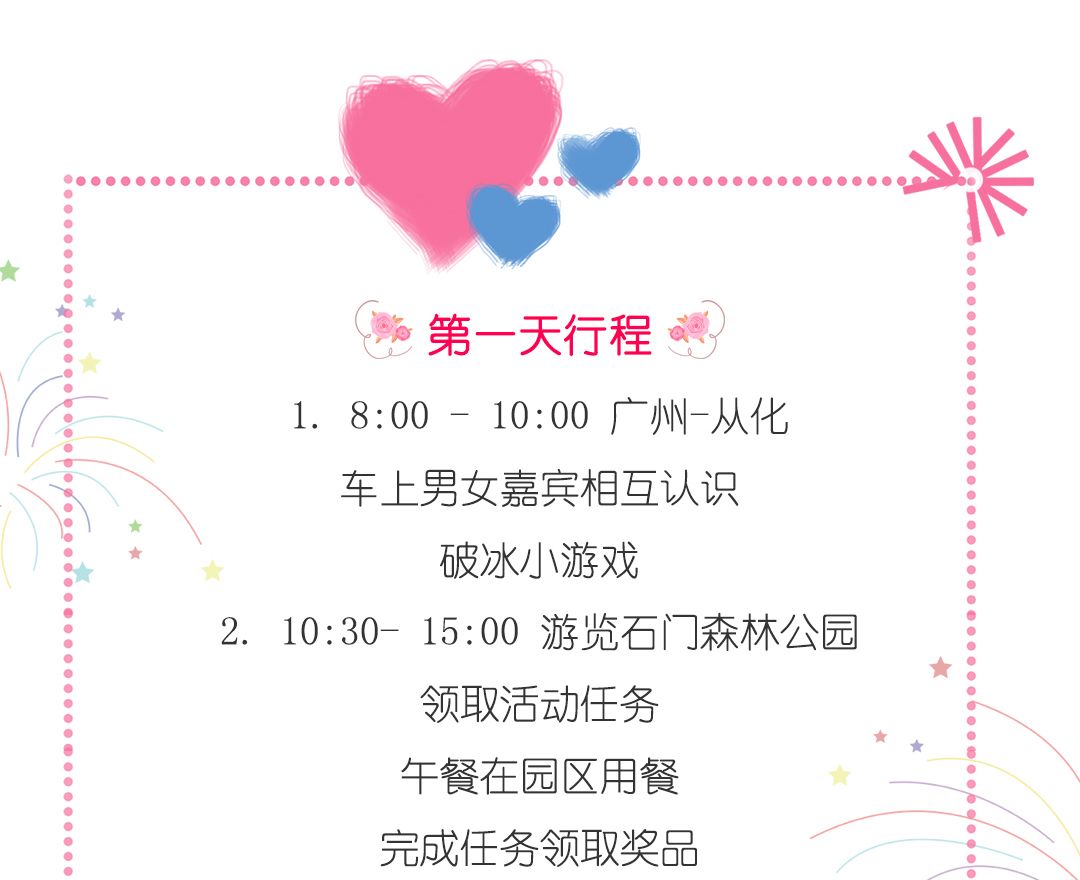 第一天行程
1. 8:00 - 10:00 广州-从化
车上男女嘉宾相互认识
破冰小游戏
2. 10:30- 15:00 游览石门森林公园
领取活动任务
午餐在园区用餐
完成任务领取奖品